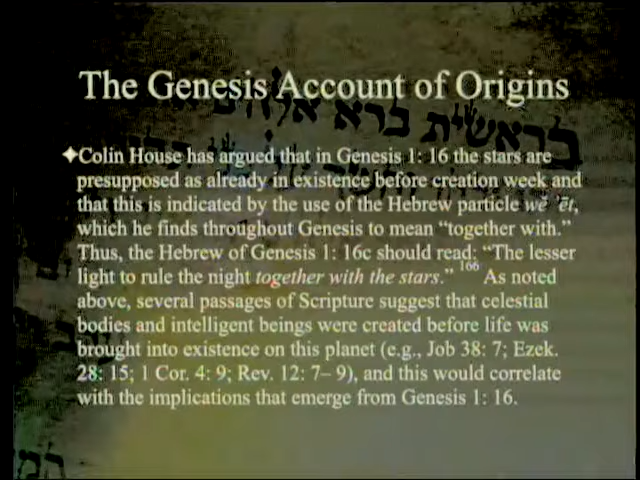 The Genesis Account of Origins
בראשית ברא אלהים
✦Colin House has argued that in Genesis 1: 16 the stars are
presupposed as already in existence before creation week and
that this is indicated by the use of the Hebrew particle wĕ ʾēt,
which he finds throughout Genesis to mean “together with.”
Thus, the Hebrew of Genesis 1: 16c should read: “The lesser
light to rule the night together with the stars.” 166 As noted
above, several passages of Scripture suggest that celestial
bodies and intelligent beings were created before life was
brought into existence on this planet (e.g., Job 38: 7; Ezek.
28: 15; 1 Cor. 4: 9; Rev. 12: 7– 9), and this would correlate
with the implications that emerge from Genesis 1: 16.